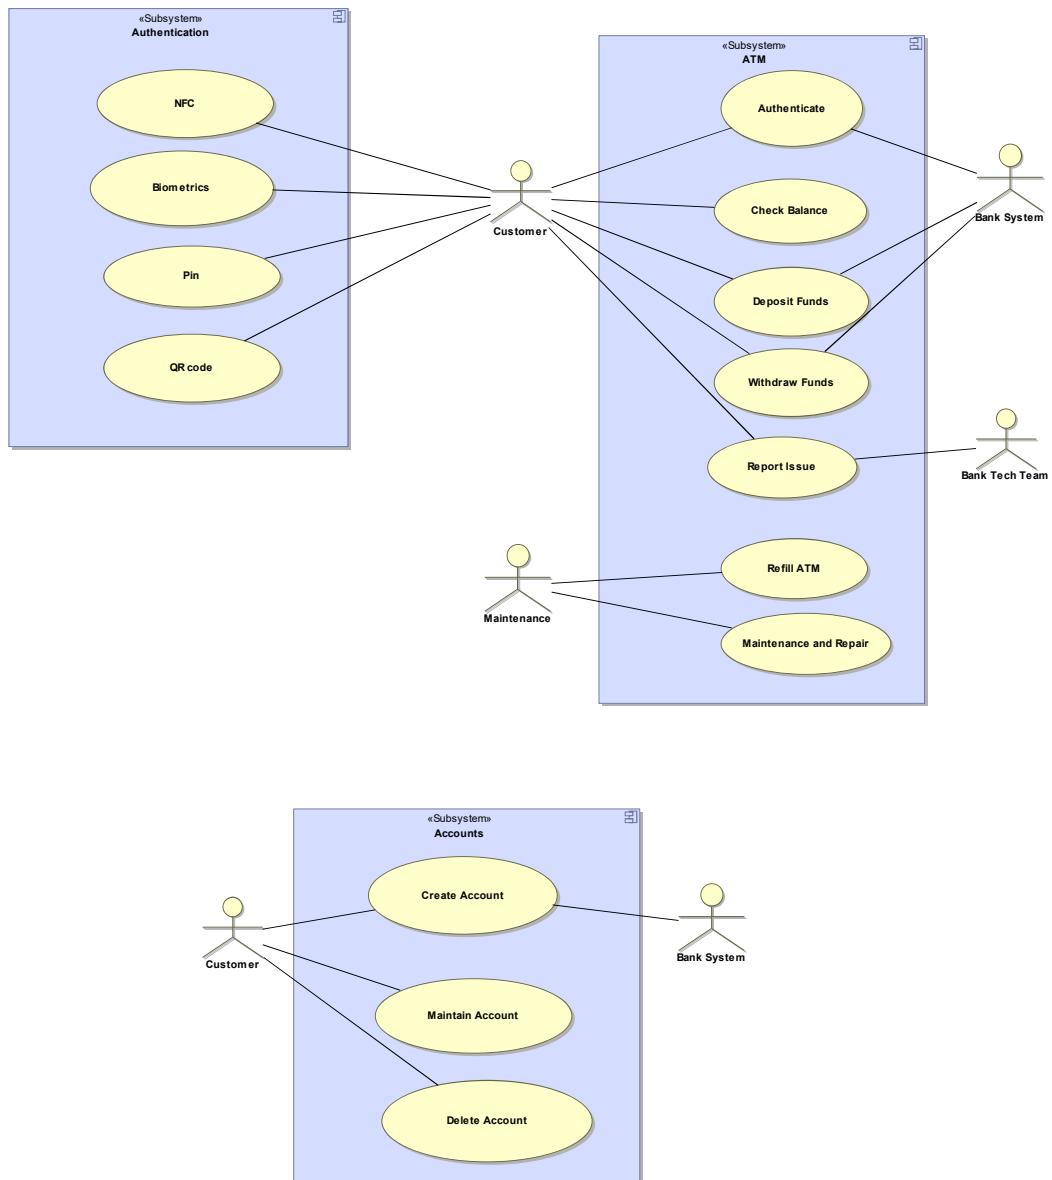 «Subsystem»
Authentication
NFC
Biometrics
Pin
QR code
Customer
«Subsystem»
ATM
Authenticate
Check Balance
Deposit Funds
Withdraw Funds
Report Issue
Refill ATM
Maintenance and Repair
Bank System
Bank Tech Team
Maintenance
«Subsystem»
Accounts
Create Account
Maintain Account
Delete Account
Customer
Bank System